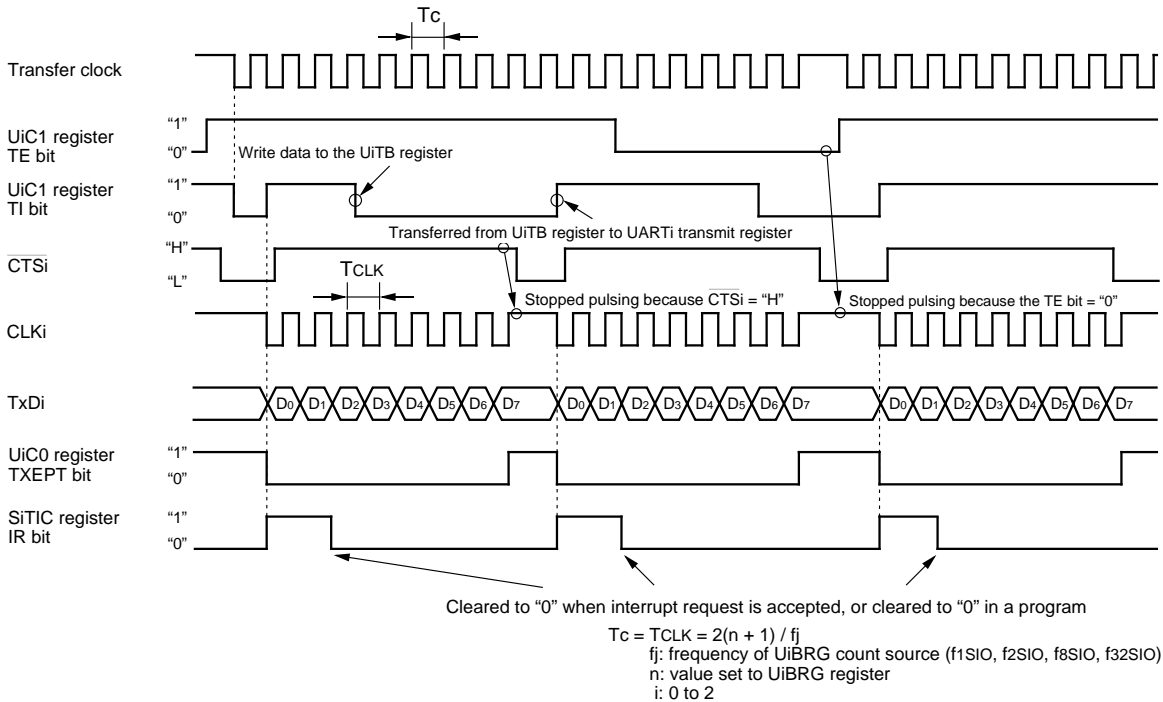 Tc
Transfer clock
UiC1 register
TE bit
“1”
“0”
Write data to the UiTB register
UiC1 register
TI bit
“1”
“0”
Transferred from UiTB register to UARTi transmit register
CTSi
“H”
“L”
TCLK
Stopped pulsing because CTSi = “H”
Stopped pulsing because the TE bit = “0”
CLKi
TxDi
D0 D1 D2 D3 D4 D5 D6 D7 D0 D1 D2 D3 D4 D5 D6 D7 D0 D1 D2 D3 D4 D5 D6 D7
UiC0 register
TXEPT bit
“1”
“0”
SiTIC register
IR bit
“1”
“0”
Cleared to “0” when interrupt request is accepted, or cleared to “0” in a program
Tc = TCLK = 2(n + 1) / fj
fj: frequency of UiBRG count source (f1SIO, f2SIO, f8SIO, f32SIO)
n: value set to UiBRG register
i: 0 to 2